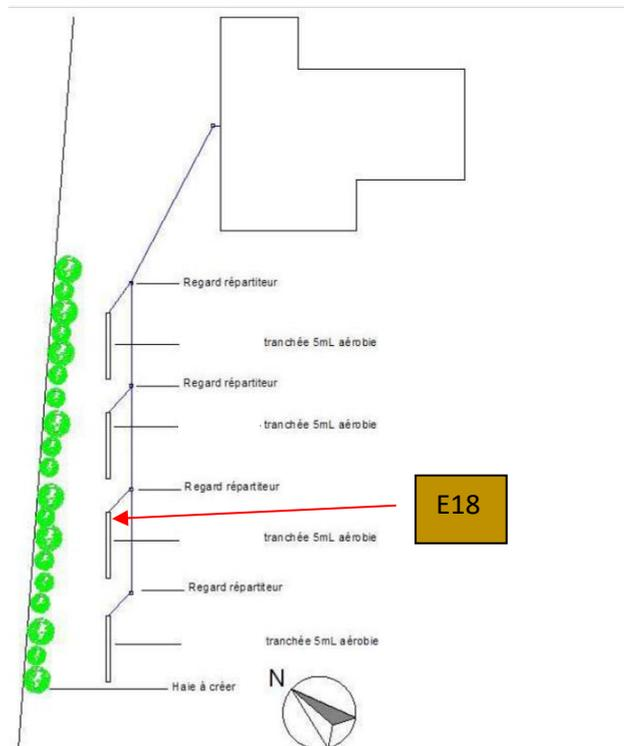 Regard répartiteur
tranchée 5mL aérobie
Regard répartiteur
tranchée 5mL aérobie
Regard répartiteur
E18
tranchée 5mL aérobie
Regard répartiteur
tranchée 5mL aérobie
N
Haie à créer